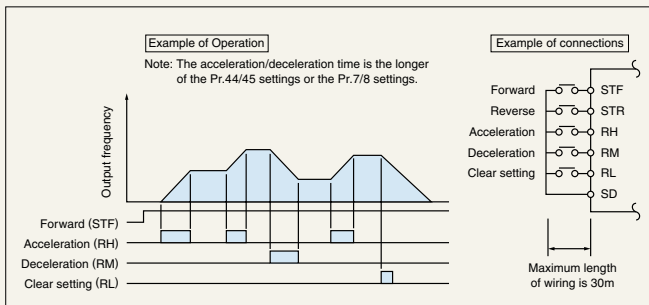 Example of Operation
Note: The acceleration/deceleration time is the longer
of the Pr.44/45 settings or the Pr.7/8 settings.
Output frequency
Forward (STF)
Acceleration (RH)
Deceleration (RM)
Clear setting (RL)
Example of connections
Forward STF
Reverse STR
Acceleration RH
Deceleration RM
Clear setting RL
SD
Maximum length
of wiring is 30m